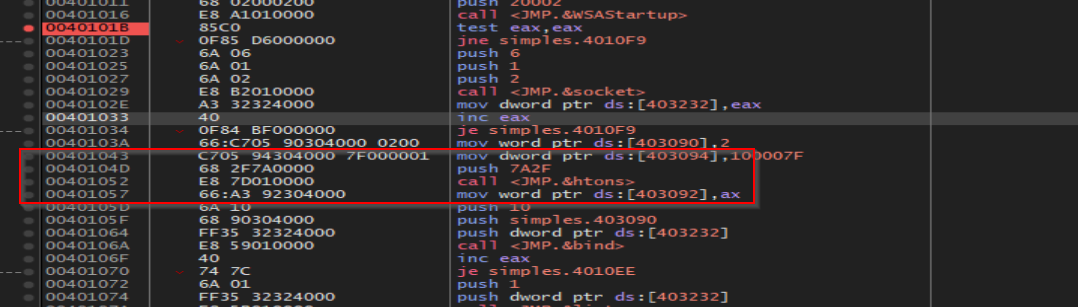 00401011 68 02000200 push 20002
00401016 E8 A1010000 call <JMP.&WSAStartup>
0040101B 85C0 test eax,eax
0040101D 0F85 D6000000 jne simples.4010F9
00401023 6A 06 push 6
00401025 6A 01 push 1
00401027 6A 02 push 2
00401029 E8 B2010000 call <JMP.&socket>
0040102E A3 32324000 mov dword ptr ds:[403232],eax
00401033 40 inc eax
00401034 0F84 BF000000 je simples.4010F9
0040103A 66:C705 90304000 0200 mov word ptr ds:[403090],2
00401043 C705 94304000 7F000001 mov dword ptr ds:[403094],100007F
0040104D 68 2F7A0000 push 7A2F
00401052 E8 7D010000 call <JMP.&htons>
00401057 66:A3 92304000 mov word ptr ds:[403092],ax
0040105D 6A 10 push 10
0040105F 68 90304000 push simples.403090
00401064 FF35 32324000 push dword ptr ds:[403232]
0040106A E8 59010000 call <JMP.&bind>
0040106F 40 inc eax
00401070 74 7C je simples.4010EE
00401072 6A 01 push 1
00401074 FF35 32324000 push dword ptr ds:[403232]